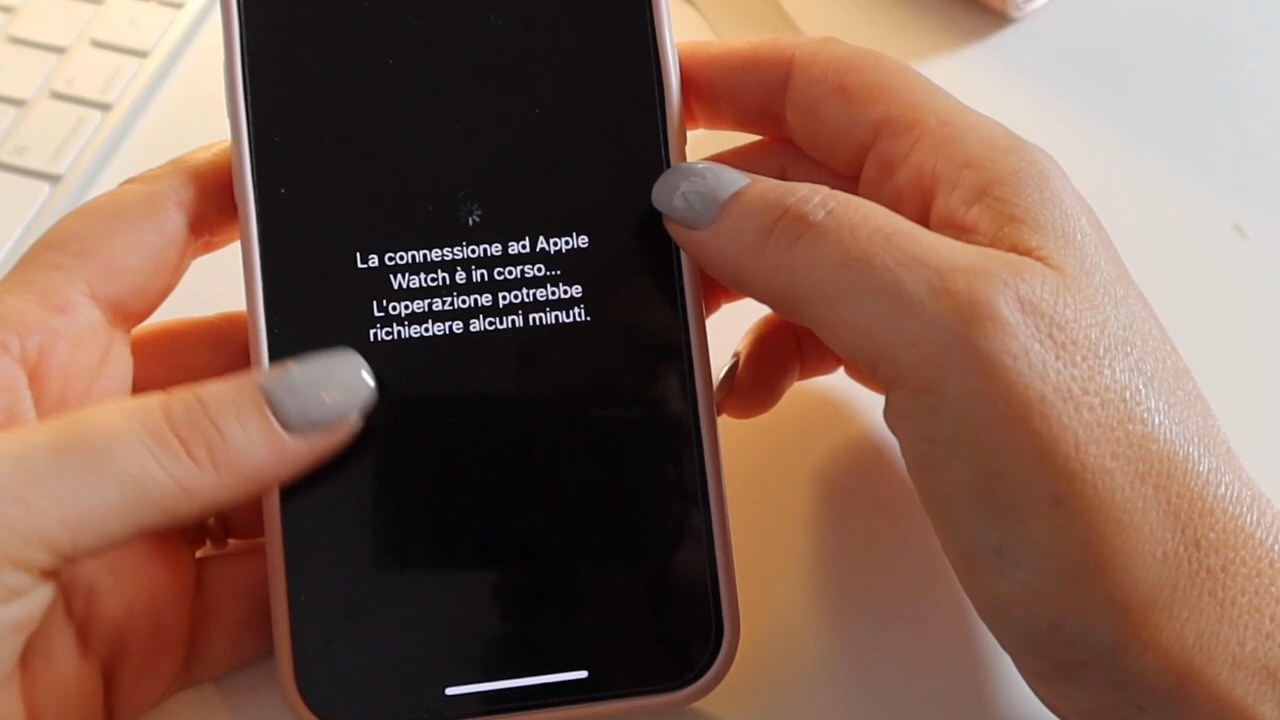 La connessione ad Apple
Watch è in corso...
L'operazione potrebbe
richiedere alcuni minuti.